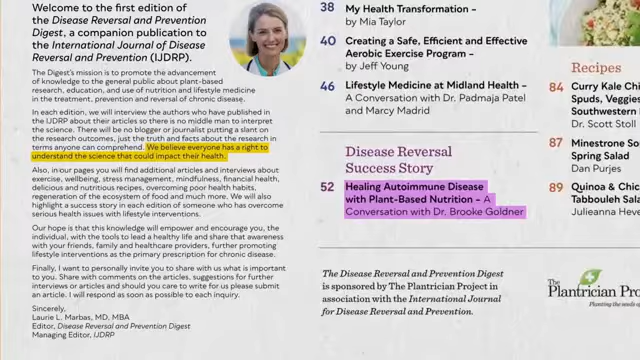 Welcome to the first edition of
the Disease Reversal and Prevention
Digest, a companion publication to
the International Journal of Disease
Reversal and Prevention (IJDRP).
The Digest's mission is to promote the advancement
of knowledge to the general public about plant-based
research, education, and use of nutrition and lifestyle medicine
in the treatment, prevention and reversal of chronic disease.
In each edition, we will interview the authors who have published in
the IJDRP about their articles so there is no middle man to interpret
the science. There will be no blogger or journalist putting a slant on
the research outcomes, just the truth and facts about the research in
terms anyone can comprehend. We believe everyone has a right to
understand the science that could impact their health.
Also, in our pages you will find additional articles and interviews about
exercise, wellbeing, stress management, mindfulness, financial health,
delicious and nutritious recipes, overcoming poor health habits,
regeneration of the ecosystem of food and much more. We will also
highlight a success story in each edition of someone who has overcome
serious health issues with lifestyle interventions.
Our hope is that this knowledge will empower and encourage you, the
individual, with the tools to lead a healthy life and share that awareness
with your friends, family and healthcare providers, further promoting
lifestyle interventions as the primary prescription for chronic disease.
Finally, I want to personally invite you to share with us what is important
to you. Share with comments on the articles, suggestions for further
interviews or articles and should you care to write for us please submit
an article. I will respond as soon as possible to each inquiry.
Sincerely,
Laurie L. Marbas, MD, MBA
Editor, Disease Reversal and Prevention Digest
Managing Editor, IJDRP
38 My Health Transformation –
by Mia Taylor
40 Creating a Safe, Efficient and Effective
Aerobic Exercise Program –
by Jeff Young
46 Lifestyle Medicine at Midland Health –
A Conversation with Dr. Padmaja Patel
and Marcy Madrid
Disease Reversal
Success Story
52 Healing Autoimmune Disease
with Plant-Based Nutrition – A
Conversation with Dr. Brooke Goldner
The Disease Reversal and Prevention Digest
is sponsored by The Plantrician Project in
association with the International Journal
for Disease Reversal and Prevention.
Recipes
84 Curry Kale Ch
Spuds, Veggies
Southwestern
Dr. Scott Stoll
87 Minestrone Sou
Spring Salad
Dan Purjes
89 Quinoa & Chic
Tabbouleh Sala
Julieanna Heve
The
Plantrician Pro
Planting the seeds o